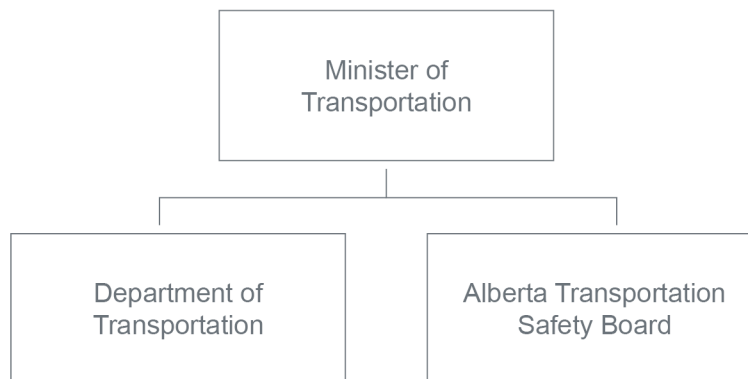 Minister of
Transportation
Department of
Transportation
Alberta Transportation
Safety Board